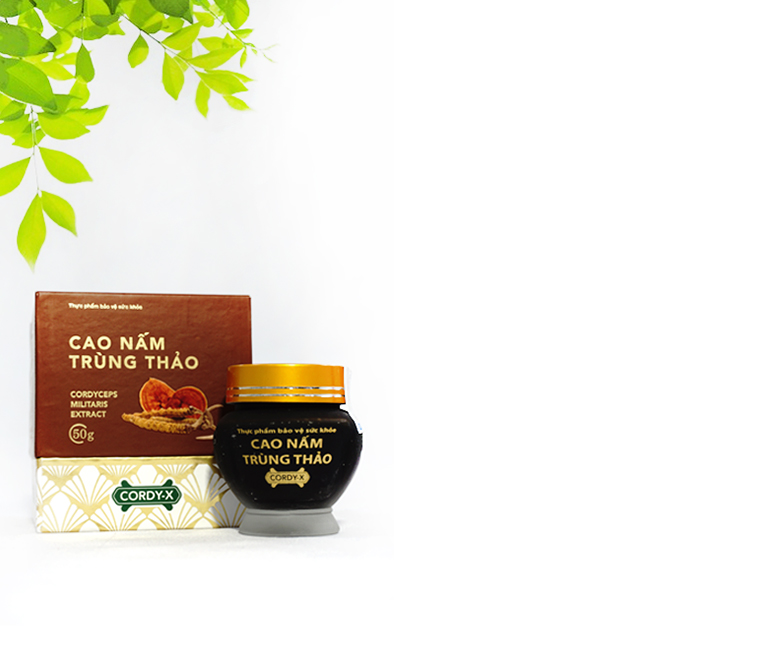 Thực phẩm bảo vệ sức khỏe
CAO NẤM
TRÙNG THẢO
CORDYCEPS
MILITARIS
EXTRACT
50g
CORDY-X
Thực phẩm bảo vệ sức khỏe
CAO NẤM
TRÙNG THẢO
CORDY-X